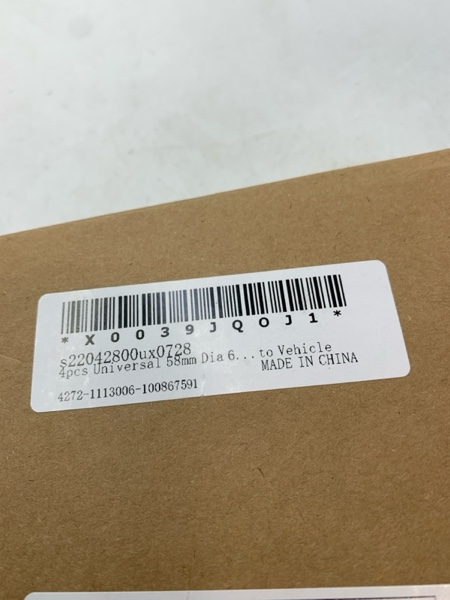 *X0039JQOJ1*
s22042800ux0728
4pcs Universal 58mm Dia 6... to Vehicle
MADE IN CHINA
4272-1113006-100867591